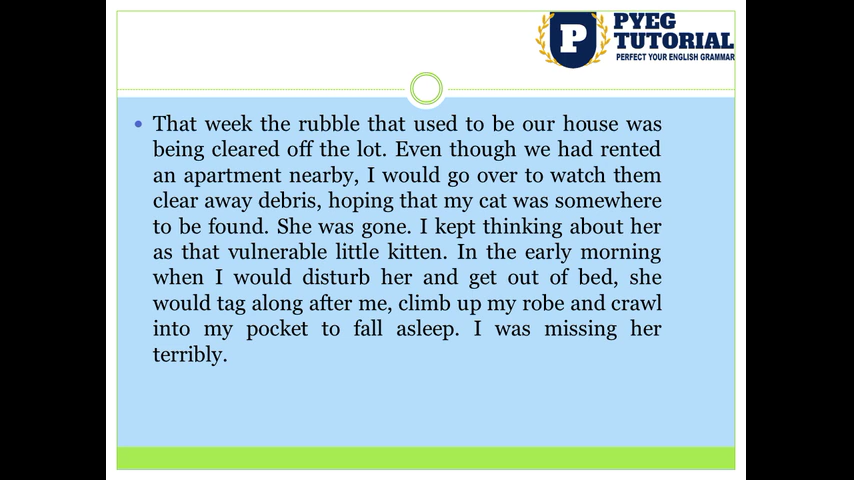 P
PYEG
TUTORIAL
PERFECT YOUR ENGLISH GRAMMAR
• That week the rubble that used to be our house was
being cleared off the lot. Even though we had rented
an apartment nearby, I would go over to watch them
clear away debris, hoping that my cat was somewhere
to be found. She was gone. I kept thinking about her
as that vulnerable little kitten. In the early morning
when I would disturb her and get out of bed, she
would tag along after me, climb up my robe and crawl
into my pocket to fall asleep. I was missing her
terribly.